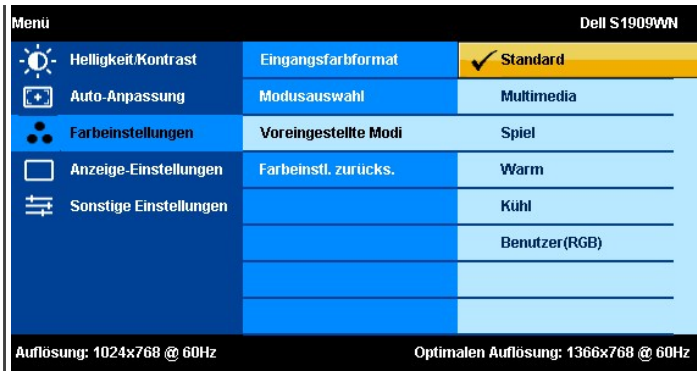 Menü Dell S1909WN
Helligkeit/Kontrast Eingangsfarbformat Standard
Auto-Anpassung Modusauswahl Multimedia
Farbeinstellungen Voreingestellte Modi Spiel
Anzeige-Einstellungen Farbeinstl. zurücks. Warm
Sonstige Einstellungen Kühl
Benutzer(RGB)
Auflösung: 1024x768 @ 60Hz Optimalen Auflösung: 1366x768 @ 60Hz